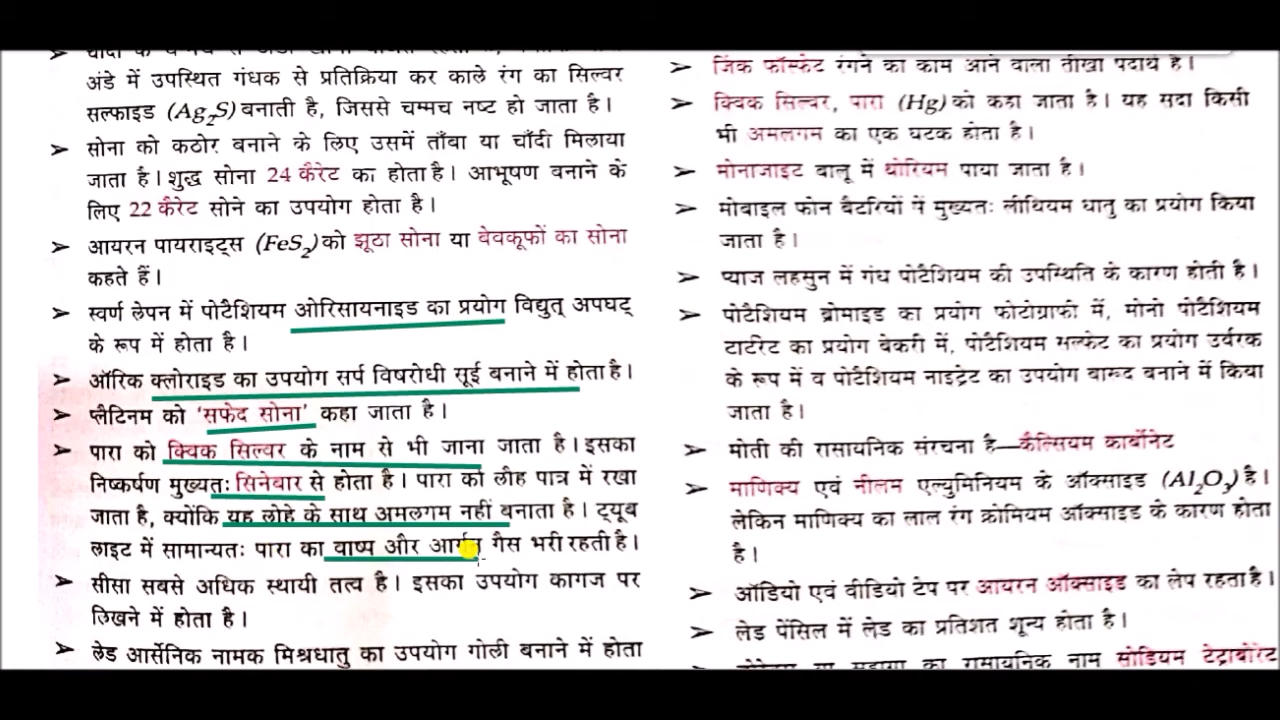 अंडे में उपस्थित गंधक से प्रतिक्रिया कर काले रंग का सिल्वर
सल्फाइड (Ag₂S) बनाती है, जिससे चम्मच नष्ट हो जाता है।
➤ सोना को कठोर बनाने के लिए उसमें ताँबा या चाँदी मिलाया
जाता है। शुद्ध सोना 24 कैरेट का होता है। आभूषण बनाने के
लिए 22 कैरेट सोने का उपयोग होता है।
➤ आयरन पायराइट्स (FeS₂) को झूठा सोना या बेवकूफों का सोना
कहते हैं।
➤ स्वर्ण लेपन में पोटैशियम ओरिसायनाइड का प्रयोग विद्युत् अपघट्
के रूप में होता है।
➤ ऑरिक क्लोराइड का उपयोग सर्प विषरोधी सूई बनाने में होता है।
➤ प्लैटिनम को 'सफेद सोना' कहा जाता है।
➤ पारा को क्विक सिल्वर के नाम से भी जाना जाता है। इसका
निष्कर्षण मुख्यतः सिनेबार से होता है। पारा को लौह पात्र में रखा
जाता है, क्योंकि यह लोहे के साथ अमलगम नहीं बनाता है। ट्यूब
लाइट में सामान्यतः पारा का वाष्प और आर्गन गैस भरी रहती है।
➤ सीसा सबसे अधिक स्थायी तत्व है। इसका उपयोग कागज पर
लिखने में होता है।
➤ लेड आर्सेनिक नामक मिश्रधातु का उपयोग गोली बनाने में होता
➤ जिंक फॉस्फेट रंगने का काम आने वाला तीखा पदार्थ है।
➤ क्विक सिल्वर, पारा (Hg) को कहा जाता है। यह सदा किसी
भी अमलगम का एक घटक होता है।
➤ मोनाजाइट बालू में थोरियम पाया जाता है।
➤ मोबाइल फोन बैटरियों में मुख्यतः लीथियम धातु का प्रयोग किया
जाता है।
➤ प्याज लहसुन में गंध पोटैशियम की उपस्थिति के कारण होती है।
➤ पोटैशियम ब्रोमाइड का प्रयोग फोटोग्राफी में, मोनो पोटैशियम
टार्टरेट का प्रयोग बेकरी में, पोटैशियम सल्फेट का प्रयोग उर्वरक
के रूप में व पोटैशियम नाइट्रेट का उपयोग बारूद बनाने में किया
जाता है।
➤ मोती की रासायनिक संरचना है—कैल्सियम कार्बोनेट
➤ माणिक्य एवं नीलम एल्युमिनियम के ऑक्साइड (Al₂O₃) है।
लेकिन माणिक्य का लाल रंग क्रोमियम ऑक्साइड के कारण होता
है।
➤ ऑडियो एवं वीडियो टेप पर आयरन ऑक्साइड का लेप रहता है।
➤ लेड पेंसिल में लेड का प्रतिशत शून्य होता है।
या सुहागा का रासायनिक नाम सोडियम टेट्राबोरेट